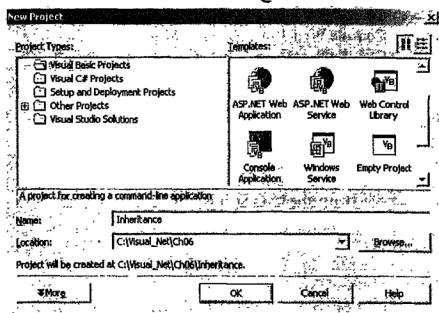 New Project
Project Types:
Templates:
Visual Basic Projects
Visual C# Projects
Setup and Deployment Projects
Other Projects
Visual Studio Solutions
ASP.NET Web Application
ASP.NET Web Service
Web Control Library
Console Application
Windows Service
Empty Project
A project for creating a command-line application
Name:
Inheritance
Location:
C:\Visual_Net\Ch06
Browse...
Project will be created at C:\Visual_Net\Ch06\Inheritance.
More
OK
Cancel
Help